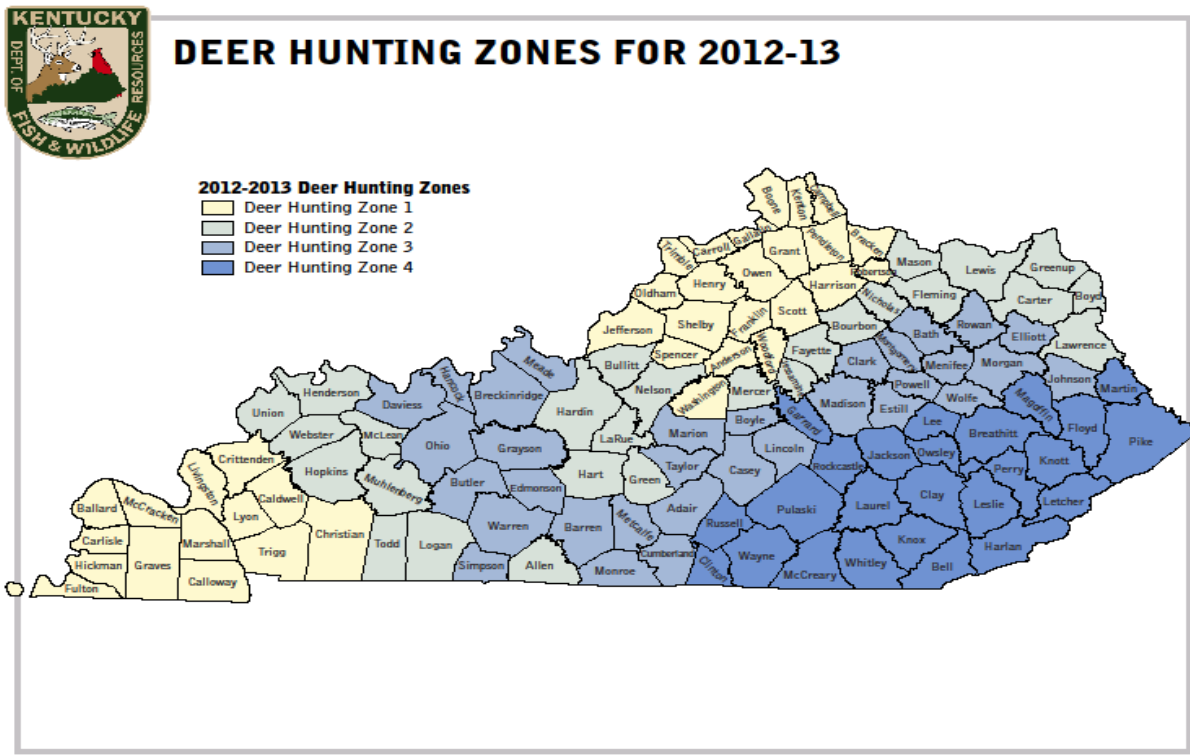 KENTUCKY
DEPT. OF
RESOURCES
FISH & WILDLIFE
DEER HUNTING ZONES FOR 2012-13
2012-2013 Deer Hunting Zones
Deer Hunting Zone 1
Deer Hunting Zone 2
Deer Hunting Zone 3
Deer Hunting Zone 4
Boone
Kenton
Campbell
Trimble
Carroll
Gallatin
Grant
Pendleton
Bracken
Mason
Lewis
Greenup
Owen
Robertson
Henry
Harrison
Fleming
Carter
Boyd
Oldham
Nicholas
Scott
Franklin
Shelby
Jefferson
Bourbon
Bath
Rowan
Elliott
Lawrence
Spencer
Anderson
Woodford
Fayette
Clark
Montgomery
Menifee
Morgan
Bullitt
Johnson
Martin
Meade
Nelson
Washington
Mercer
Powell
Henderson
Hancock
Breckinridge
Daviess
Hardin
Garrard
Madison
Estill
Wolfe
Magoffin
Union
Boyle
Lee
Floyd
Pike
Webster
McLean
Ohio
Grayson
LaRue
Marion
Lincoln
Breathitt
Crittenden
Hopkins
Taylor
Casey
Rockcastle
Jackson
Owsley
Perry
Knott
Livingston
Muhlenberg
Butler
Edmonson
Hart
Green
Caldwell
Ballard
McCracken
Lyon
Clay
Leslie
Letcher
Christian
Warren
Barren
Metcalfe
Adair
Russell
Pulaski
Laurel
Carlisle
Marshall
Todd
Logan
Knox
Harlan
Hickman
Graves
Trigg
Simpson
Allen
Monroe
Cumberland
Clinton
Wayne
McCreary
Whitley
Bell
Fulton
Calloway